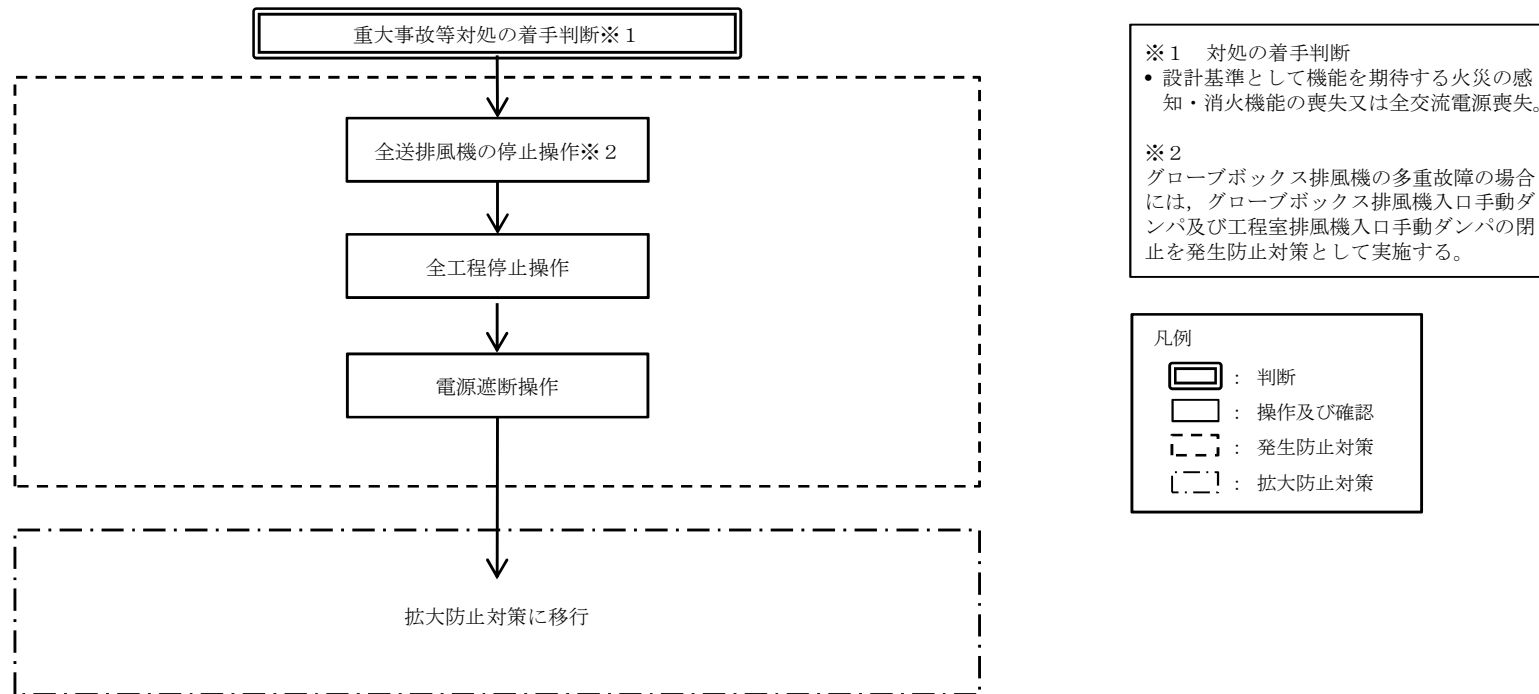 重大事故等対処の着手判断※１
全送排風機の停止操作※２
全工程停止操作
電源遮断操作
拡大防止対策に移行
※１　対処の着手判断
• 設計基準として機能を期待する火災の感
知・消火機能の喪失又は全交流電源喪失。
※２
グローブボックス排風機の多重故障の場合
には，グローブボックス排風機入口手動ダ
ンパ及び工程室排風機入口手動ダンパの閉
止を発生防止対策として実施する。
凡例
： 判断
： 操作及び確認
： 発生防止対策
： 拡大防止対策